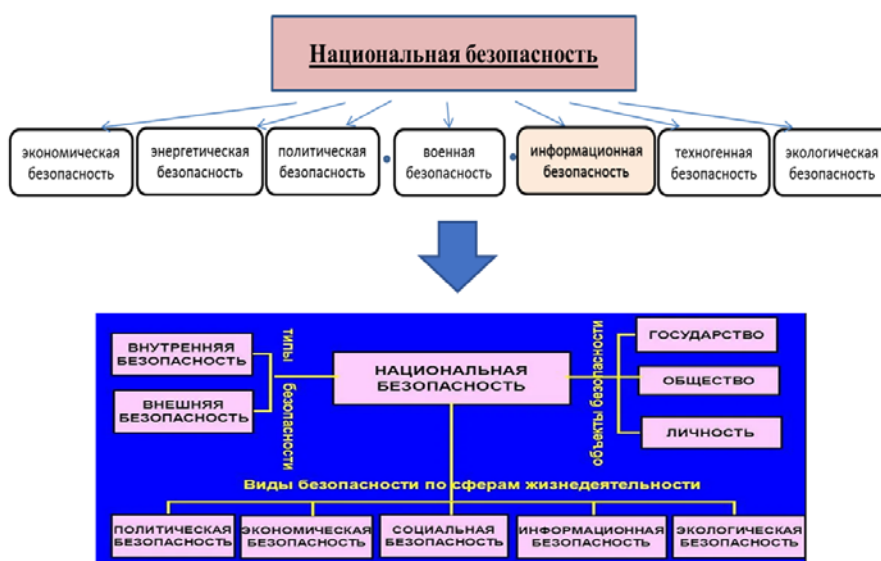 Национальная безопасность
экономическая
безопасность
энергетическая
безопасность
политическая
безопасность
военная
безопасность
информационная
безопасность
техногенная
безопасность
экологическая
безопасность
ВНУТРЕННЯЯ
БЕЗОПАСНОСТЬ
ВНЕШНЯЯ
БЕЗОПАСНОСТЬ
типы безопасности
НАЦИОНАЛЬНАЯ
БЕЗОПАСНОСТЬ
объекты безопасности
ГОСУДАРСТВО
ОБЩЕСТВО
ЛИЧНОСТЬ
Виды безопасности по сферам жизнедеятельности
ПОЛИТИЧЕСКАЯ
БЕЗОПАСНОСТЬ
ЭКОНОМИЧЕСКАЯ
БЕЗОПАСНОСТЬ
СОЦИАЛЬНАЯ
БЕЗОПАСНОСТЬ
ИНФОРМАЦИОННАЯ
БЕЗОПАСНОСТЬ
ЭКОЛОГИЧЕСКАЯ
БЕЗОПАСНОСТЬ